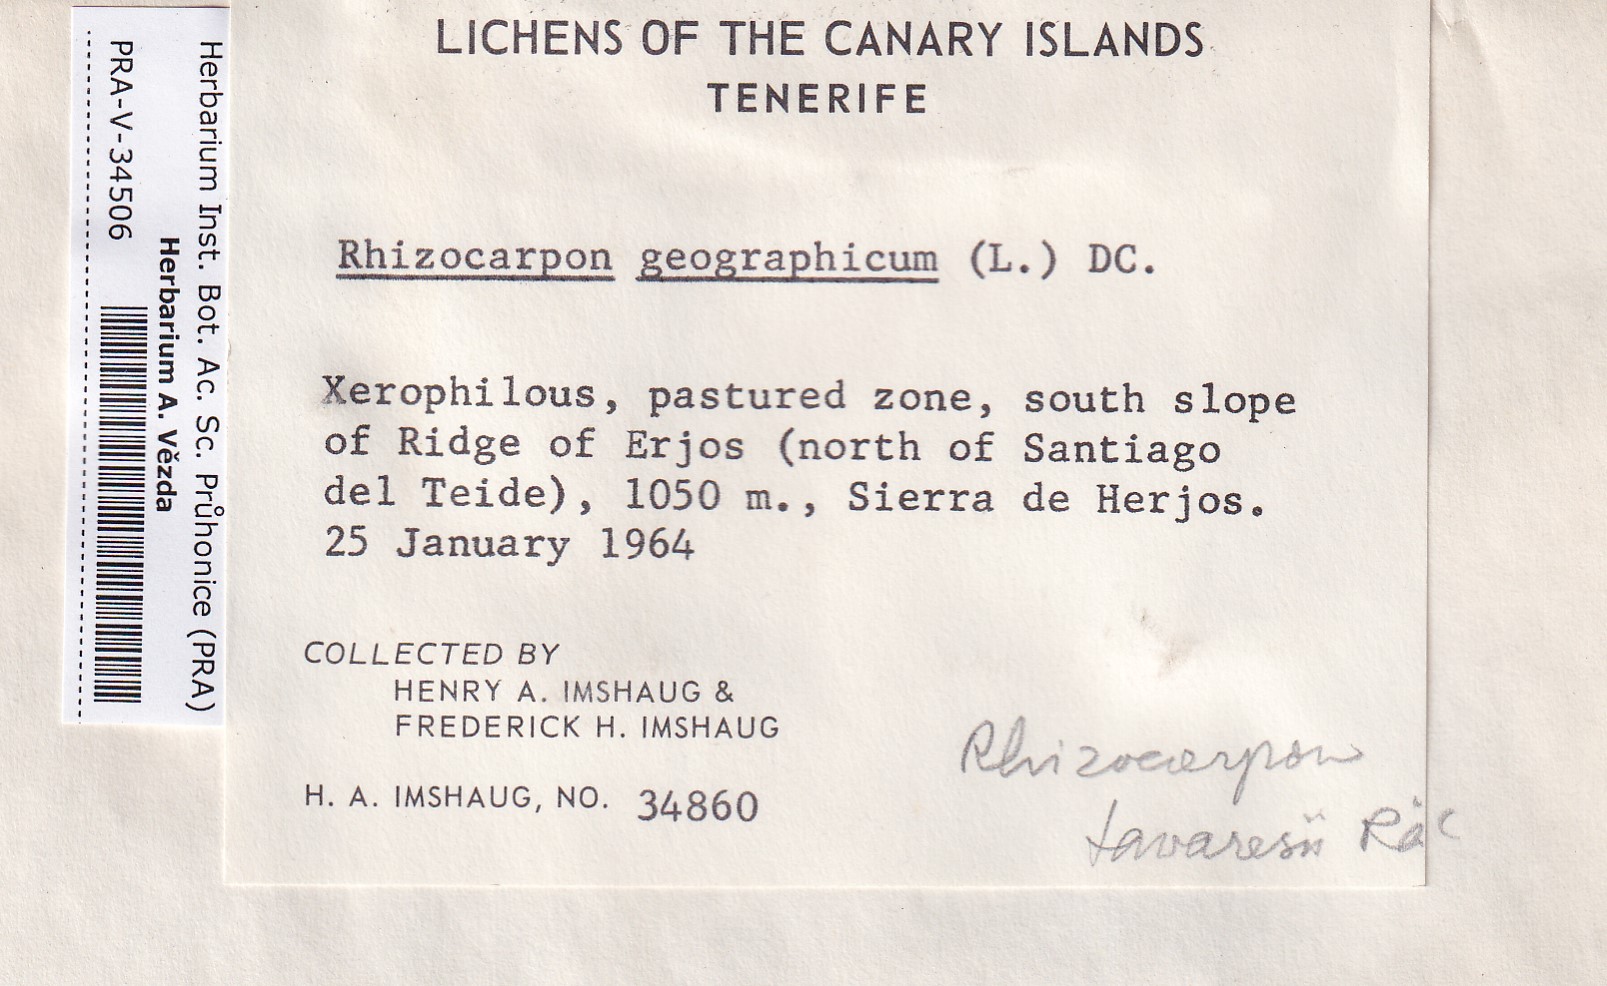 LICHENS OF THE CANARY ISLANDS
TENERIFE
Rhizocarpon geographicum (L.) DC.
Xerophilous, pastured zone, south slope
of Ridge of Erjos (north of Santiago
del Teide), 1050 m., Sierra de Herjos.
25 January 1964
COLLECTED BY
HENRY A. IMSHAUG &
FREDERICK H. IMSHAUG
H. A. IMSHAUG, NO. 34860
Rhizocarpon
tavaresii Räs
Herbarium Inst. Bot. Ac. Sc. Průhonice (PRA)
Herbarium A. Vězda
PRA-V-34506